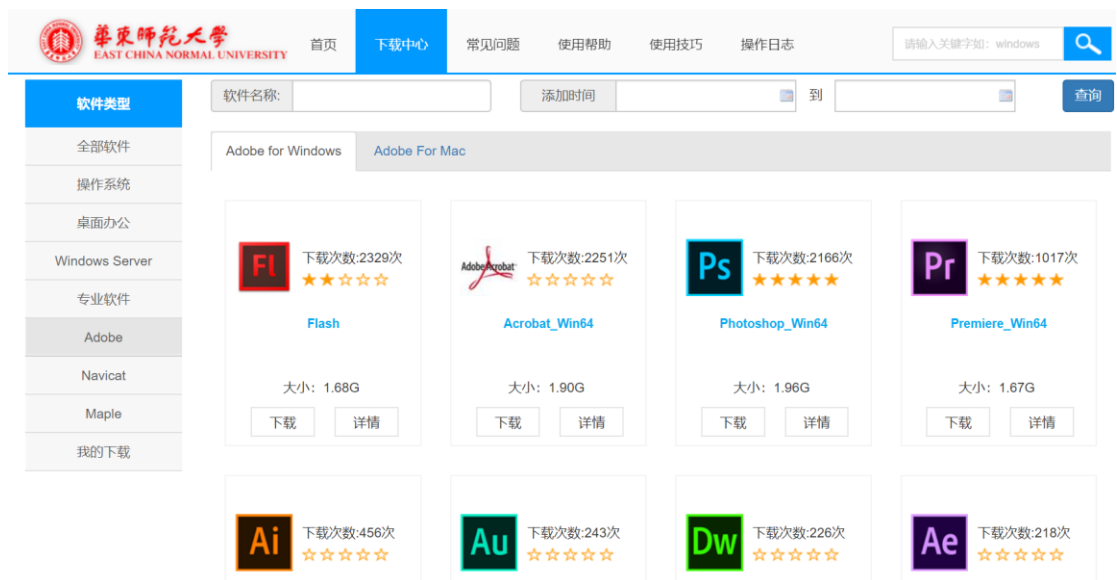 華東師範大學
EAST CHINA NORMAL UNIVERSITY
首页 下载中心 常见问题 使用帮助 使用技巧 操作日志 请输入关键字如：windows
软件类型
全部软件
操作系统
桌面办公
Windows Server
专业软件
Adobe
Navicat
Maple
我的下载
软件名称: 添加时间 到 查询
Adobe for Windows Adobe For Mac
Fl 下载次数:2329次
Flash
大小：1.68G
下载 详情
Adobe Acrobat 下载次数:2251次
Acrobat_Win64
大小：1.90G
下载 详情
Ps 下载次数:2166次
Photoshop_Win64
大小：1.96G
下载 详情
Pr 下载次数:1017次
Premiere_Win64
大小：1.67G
下载 详情
Ai 下载次数:456次
Au 下载次数:243次
Dw 下载次数:226次
Ae 下载次数:218次